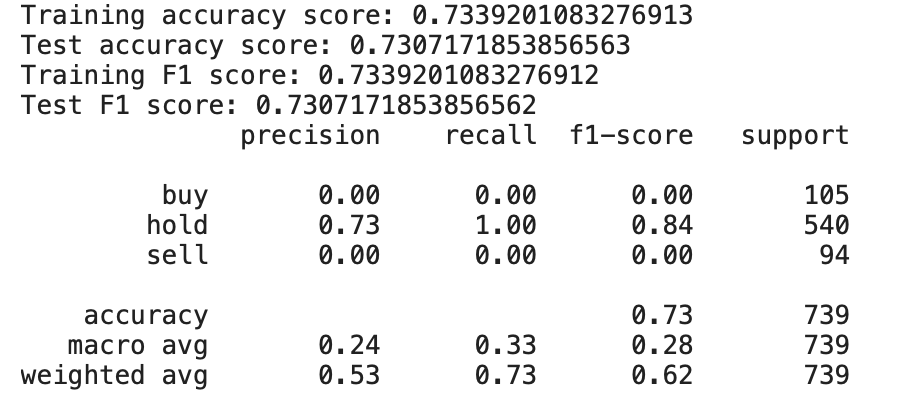 Training accuracy score: 0.7339201083276913
Test accuracy score: 0.7307171853856563
Training F1 score: 0.7339201083276912
Test F1 score: 0.7307171853856562
precision recall f1-score support
buy 0.00 0.00 0.00 105
hold 0.73 1.00 0.84 540
sell 0.00 0.00 0.00 94
accuracy 0.73 739
macro avg 0.24 0.33 0.28 739
weighted avg 0.53 0.73 0.62 739